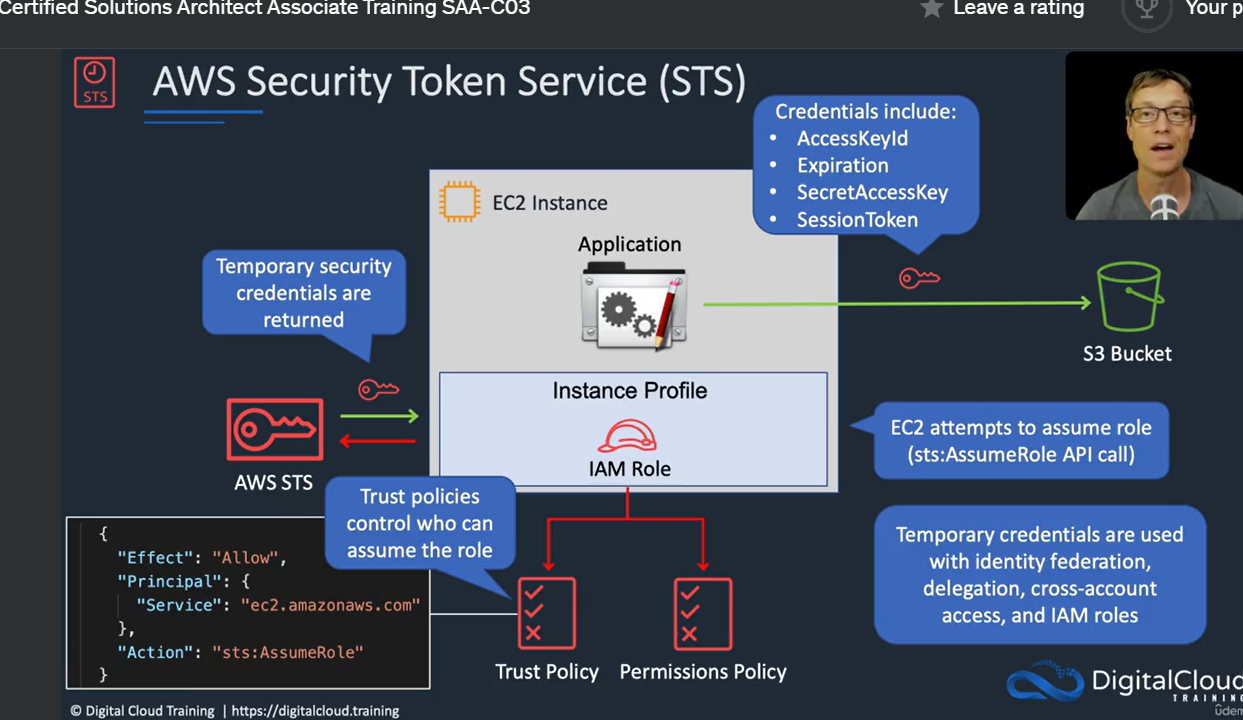 Certified Solutions Architect Associate Training SAA-C03
Leave a rating
Your p
STS
AWS Security Token Service (STS)
Credentials include:
• AccessKeyId
• Expiration
• SecretAccessKey
• SessionToken
EC2 Instance
Application
Temporary security
credentials are
returned
S3 Bucket
Instance Profile
IAM Role
EC2 attempts to assume role
(sts:AssumeRole API call)
AWS STS
Trust policies
control who can
assume the role
{
"Effect": "Allow",
"Principal": {
"Service": "ec2.amazonaws.com"
},
"Action": "sts:AssumeRole"
}
Temporary credentials are used
with identity federation,
delegation, cross-account
access, and IAM roles
Trust Policy
Permissions Policy
DigitalCloud
TRAINING
© Digital Cloud Training | https://digitalcloud.training
ûdem